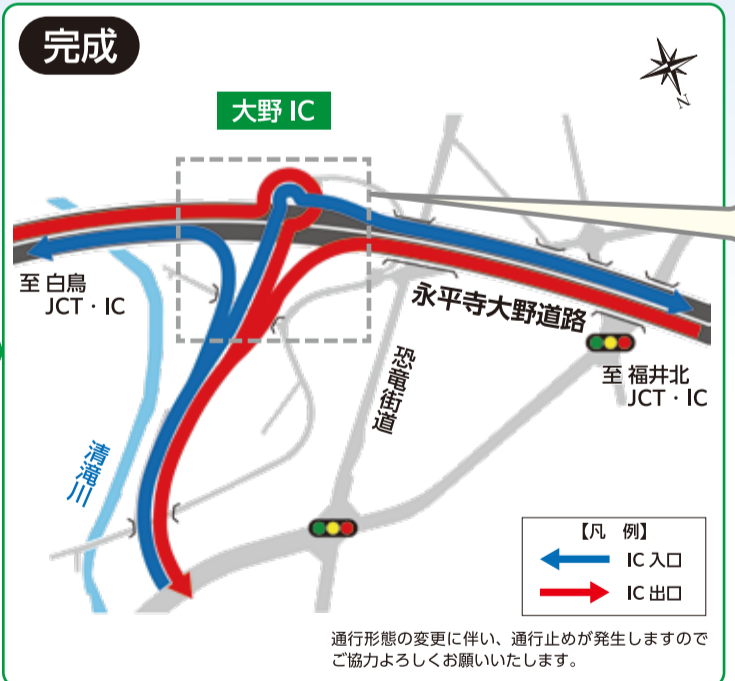 完成
N
大野 IC
至 白鳥
JCT・IC
永平寺大野道路
至 福井北
JCT・IC
恐竜街道
清滝川
【凡　例】
IC 入口
IC 出口
通行形態の変更に伴い、通行止めが発生しますので
ご協力よろしくお願いいたします。